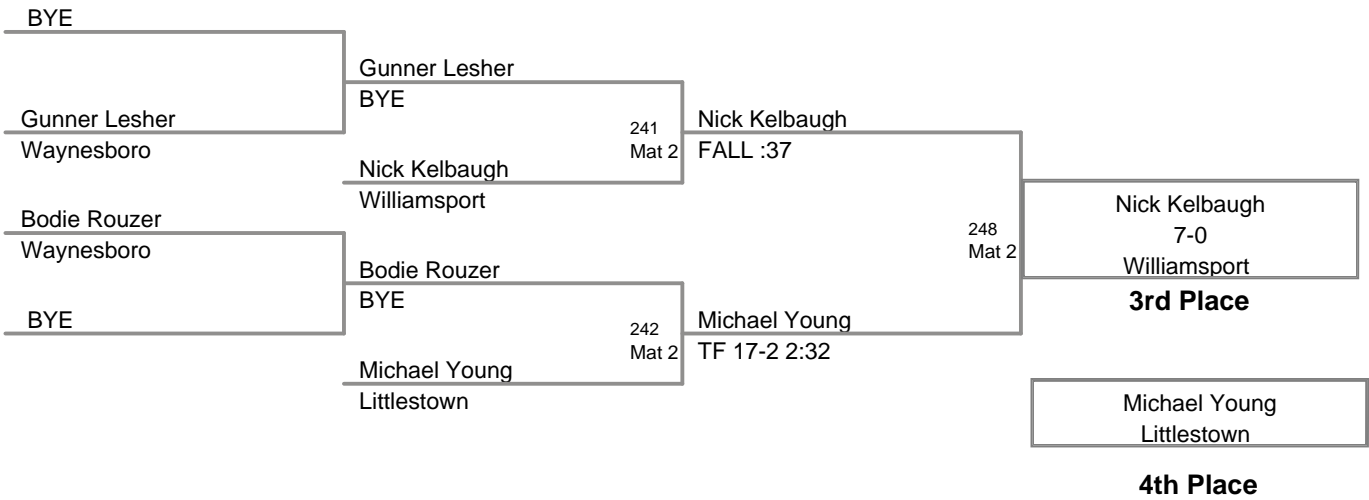 BYE
Gunner Lesher
BYE
Gunner Lesher
Waynesboro
241
Mat 2
Nick Kelbaugh
FALL :37
Nick Kelbaugh
Williamsport
Bodie Rouzer
Waynesboro
248
Mat 2
Nick Kelbaugh
7-0
Williamsport
3rd Place
Bodie Rouzer
BYE
BYE
242
Mat 2
Michael Young
TF 17-2 2:32
Michael Young
Littlestown
Michael Young
Littlestown
4th Place